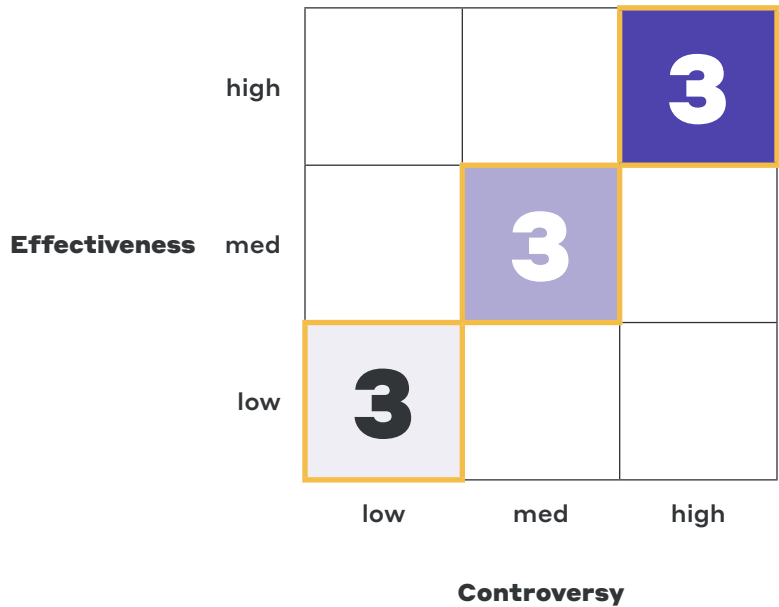 high
3
Effectiveness med
3
low
3
low med high
Controversy